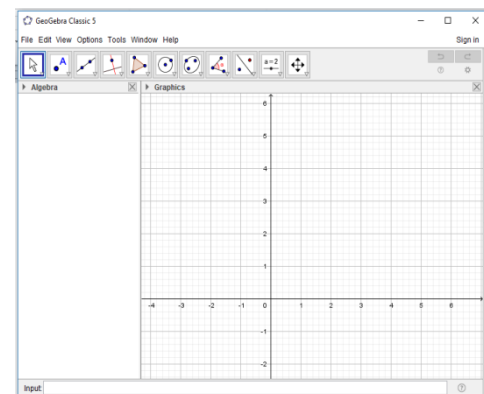 GeoGebra Classic 5
File Edit View Options Tools Window Help Sign in
A a=2
Algebra Graphics
6
5
4
3
2
1
-4 -3 -2 -1 0 1 2 3 4 5 6
-1
-2
Input: